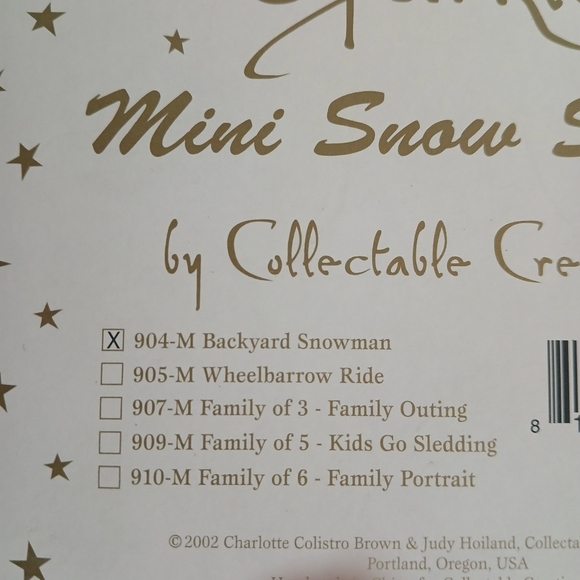 Mini Snow
by Collectable
X 904-M Backyard Snowman
905-M Wheelbarrow Ride
907-M Family of 3 - Family Outing
909-M Family of 5 - Kids Go Sledding
910-M Family of 6 - Family Portrait
8
©2002 Charlotte Colistro Brown & Judy Hoiland,
Portland, Oregon, USA